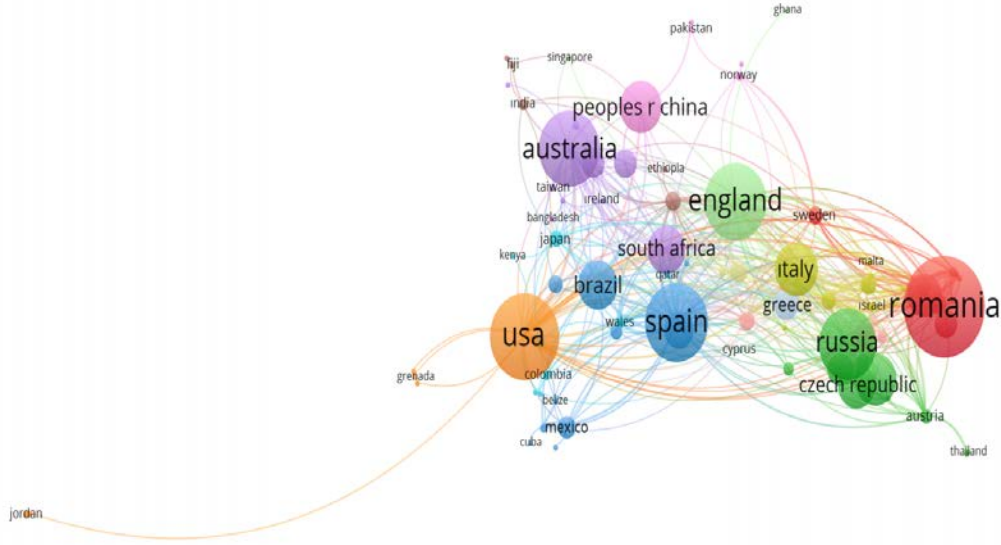 ghana
pakistan
singapore
fiji
norway
india
peoples r china
australia
ethiopia
taiwan
ireland
england
bangladesh
sweden
japan
south africa
kenya
malta
qatar
italy
brazil
greece
israel
romania
wales
spain
usa
russia
cyprus
grenada
colombia
czech republic
belize
austria
mexico
cuba
thailand
jordan